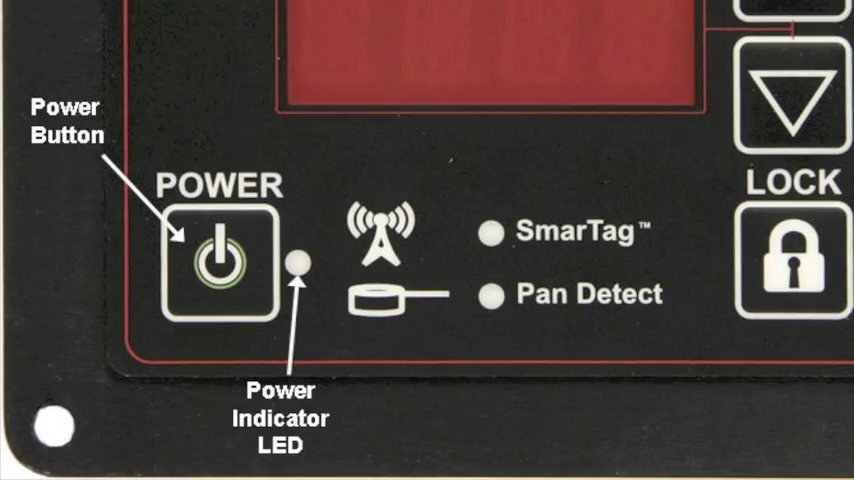 Power
Button
POWER
LOCK
SmarTag™
Pan Detect
Power
Indicator
LED